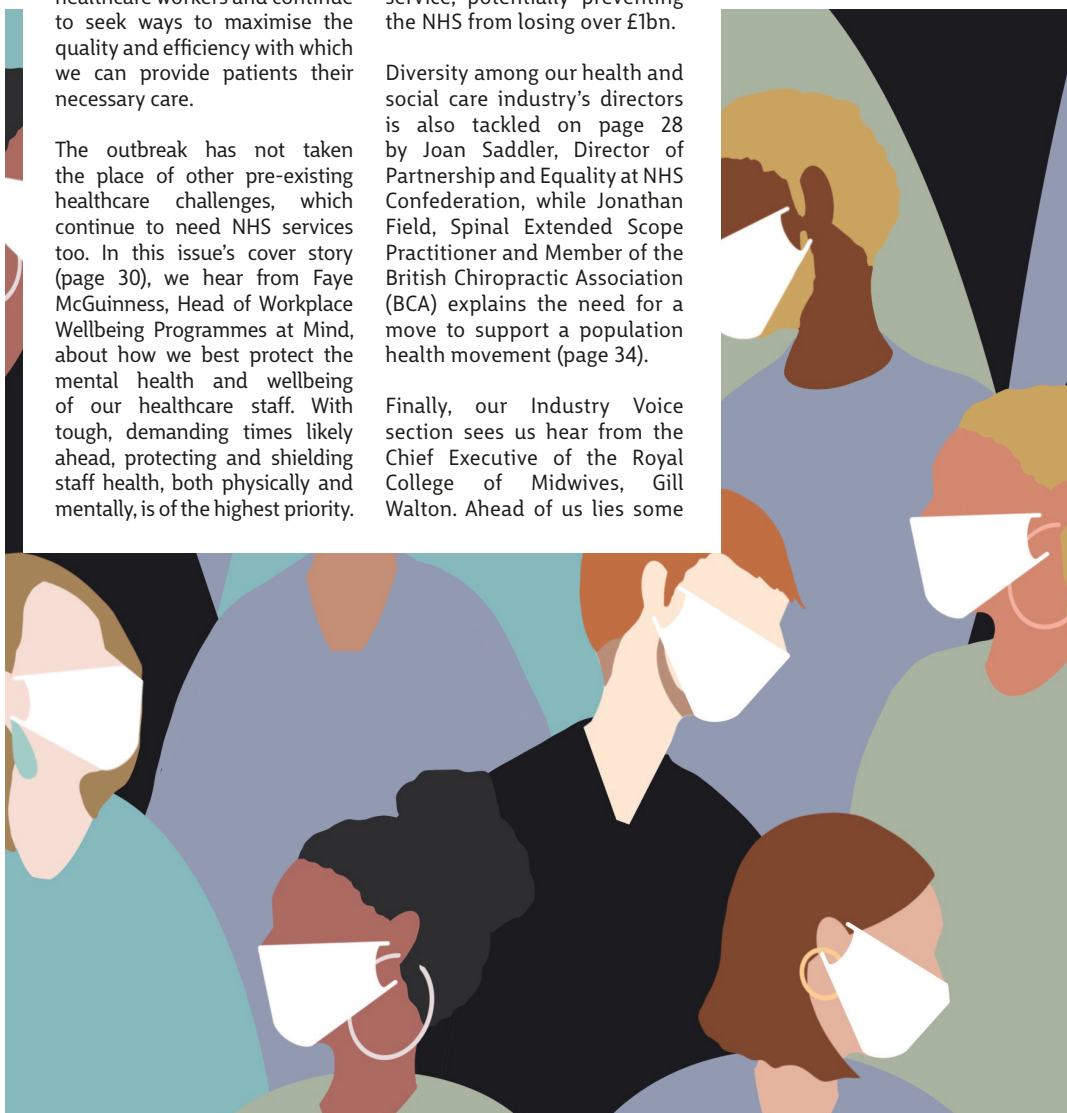 healthcare workers and continue
to seek ways to maximise the
quality and efficiency with which
we can provide patients their
necessary care.
The outbreak has not taken
the place of other pre-existing
healthcare challenges, which
continue to need NHS services
too. In this issue's cover story
(page 30), we hear from Faye
McGuinness, Head of Workplace
Wellbeing Programmes at Mind,
about how we best protect the
mental health and wellbeing
of our healthcare staff. With
tough, demanding times likely
ahead, protecting and shielding
staff health, both physically and
mentally, is of the highest priority.
service, potentially preventing
the NHS from losing over £1bn.
Diversity among our health and
social care industry's directors
is also tackled on page 28
by Joan Saddler, Director of
Partnership and Equality at NHS
Confederation, while Jonathan
Field, Spinal Extended Scope
Practitioner and Member of the
British Chiropractic Association
(BCA) explains the need for a
move to support a population
health movement (page 34).
Finally, our Industry Voice
section sees us hear from the
Chief Executive of the Royal
College of Midwives, Gill
Walton. Ahead of us lies some